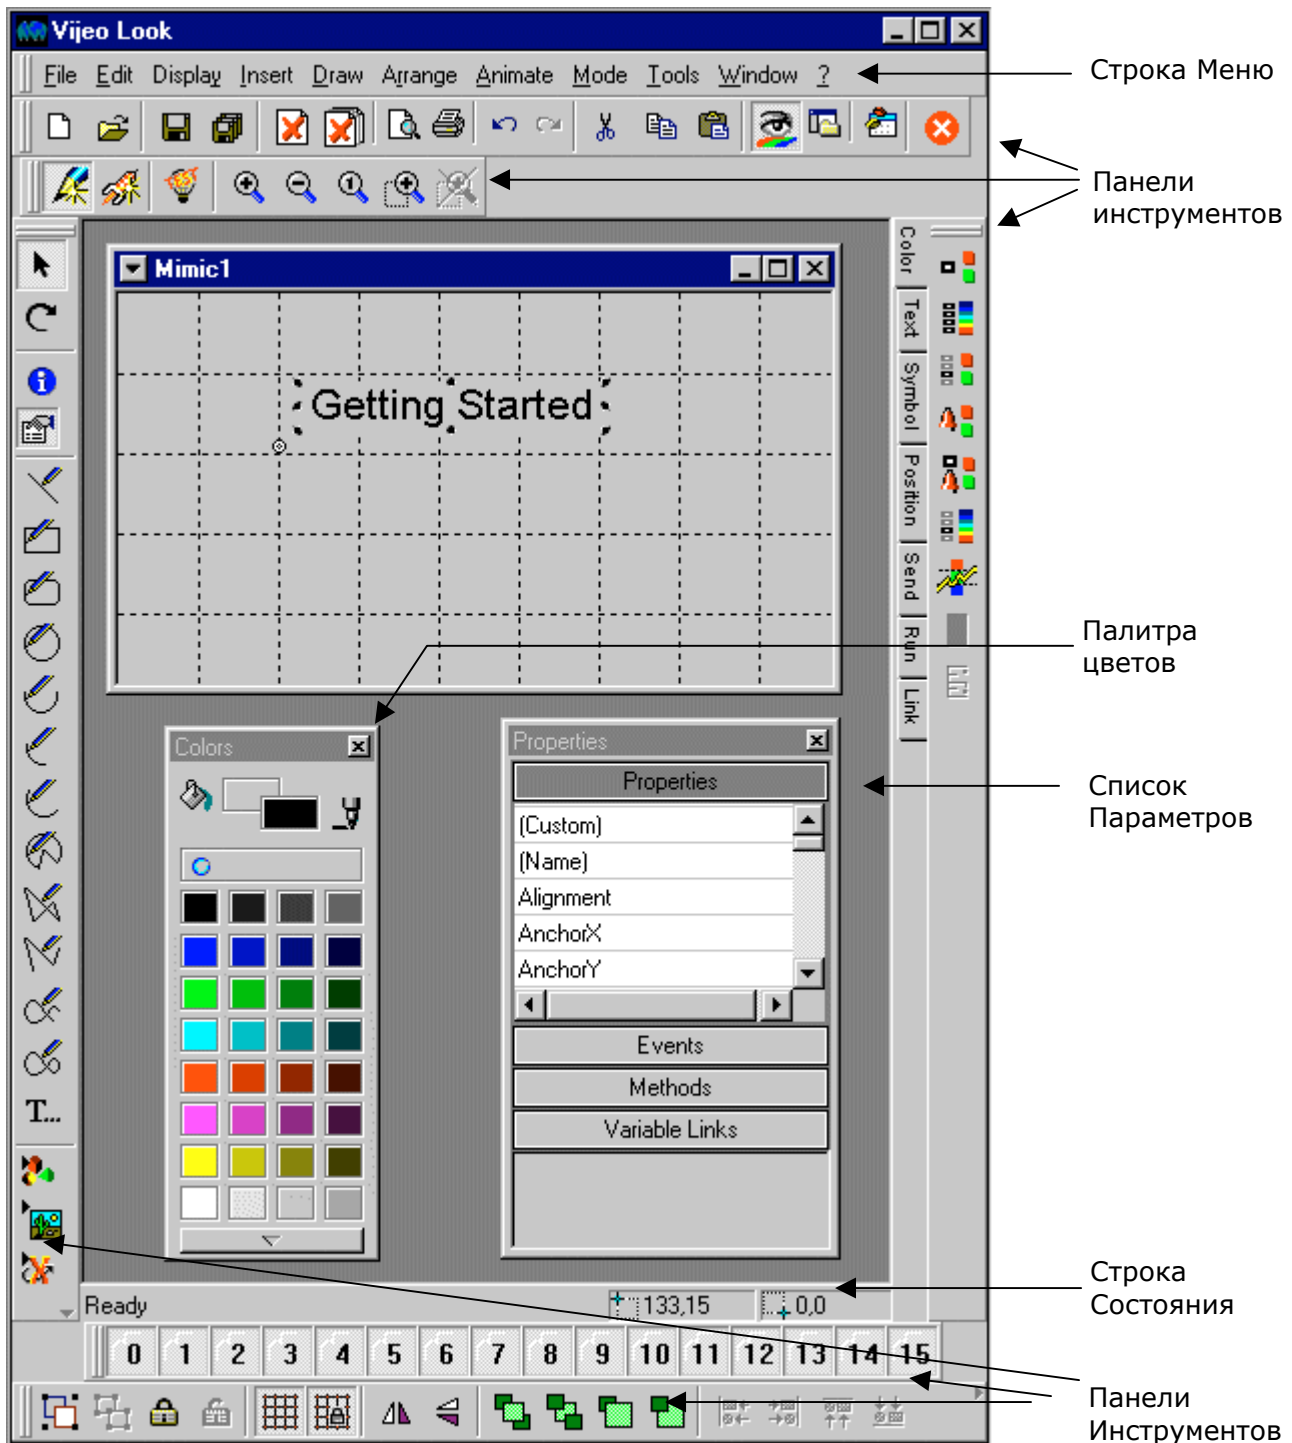 Vijeo Look
File Edit Display Insert Draw Arrange Animate Mode Tools Window ?
Строка Меню
Панели
инструментов
Mimic1
Getting Started
Color
Text
Symbol
Position
Send
Run
Link
Палитра
цветов
Colors
Properties
Properties
(Custom)
(Name)
Alignment
AnchorX
AnchorY
Events
Methods
Variable Links
Список
Параметров
T...
Строка
Состояния
Ready 133,15 0,0
0 1 2 3 4 5 6 7 8 9 10 11 12 13 14 15
Панели
Инструментов